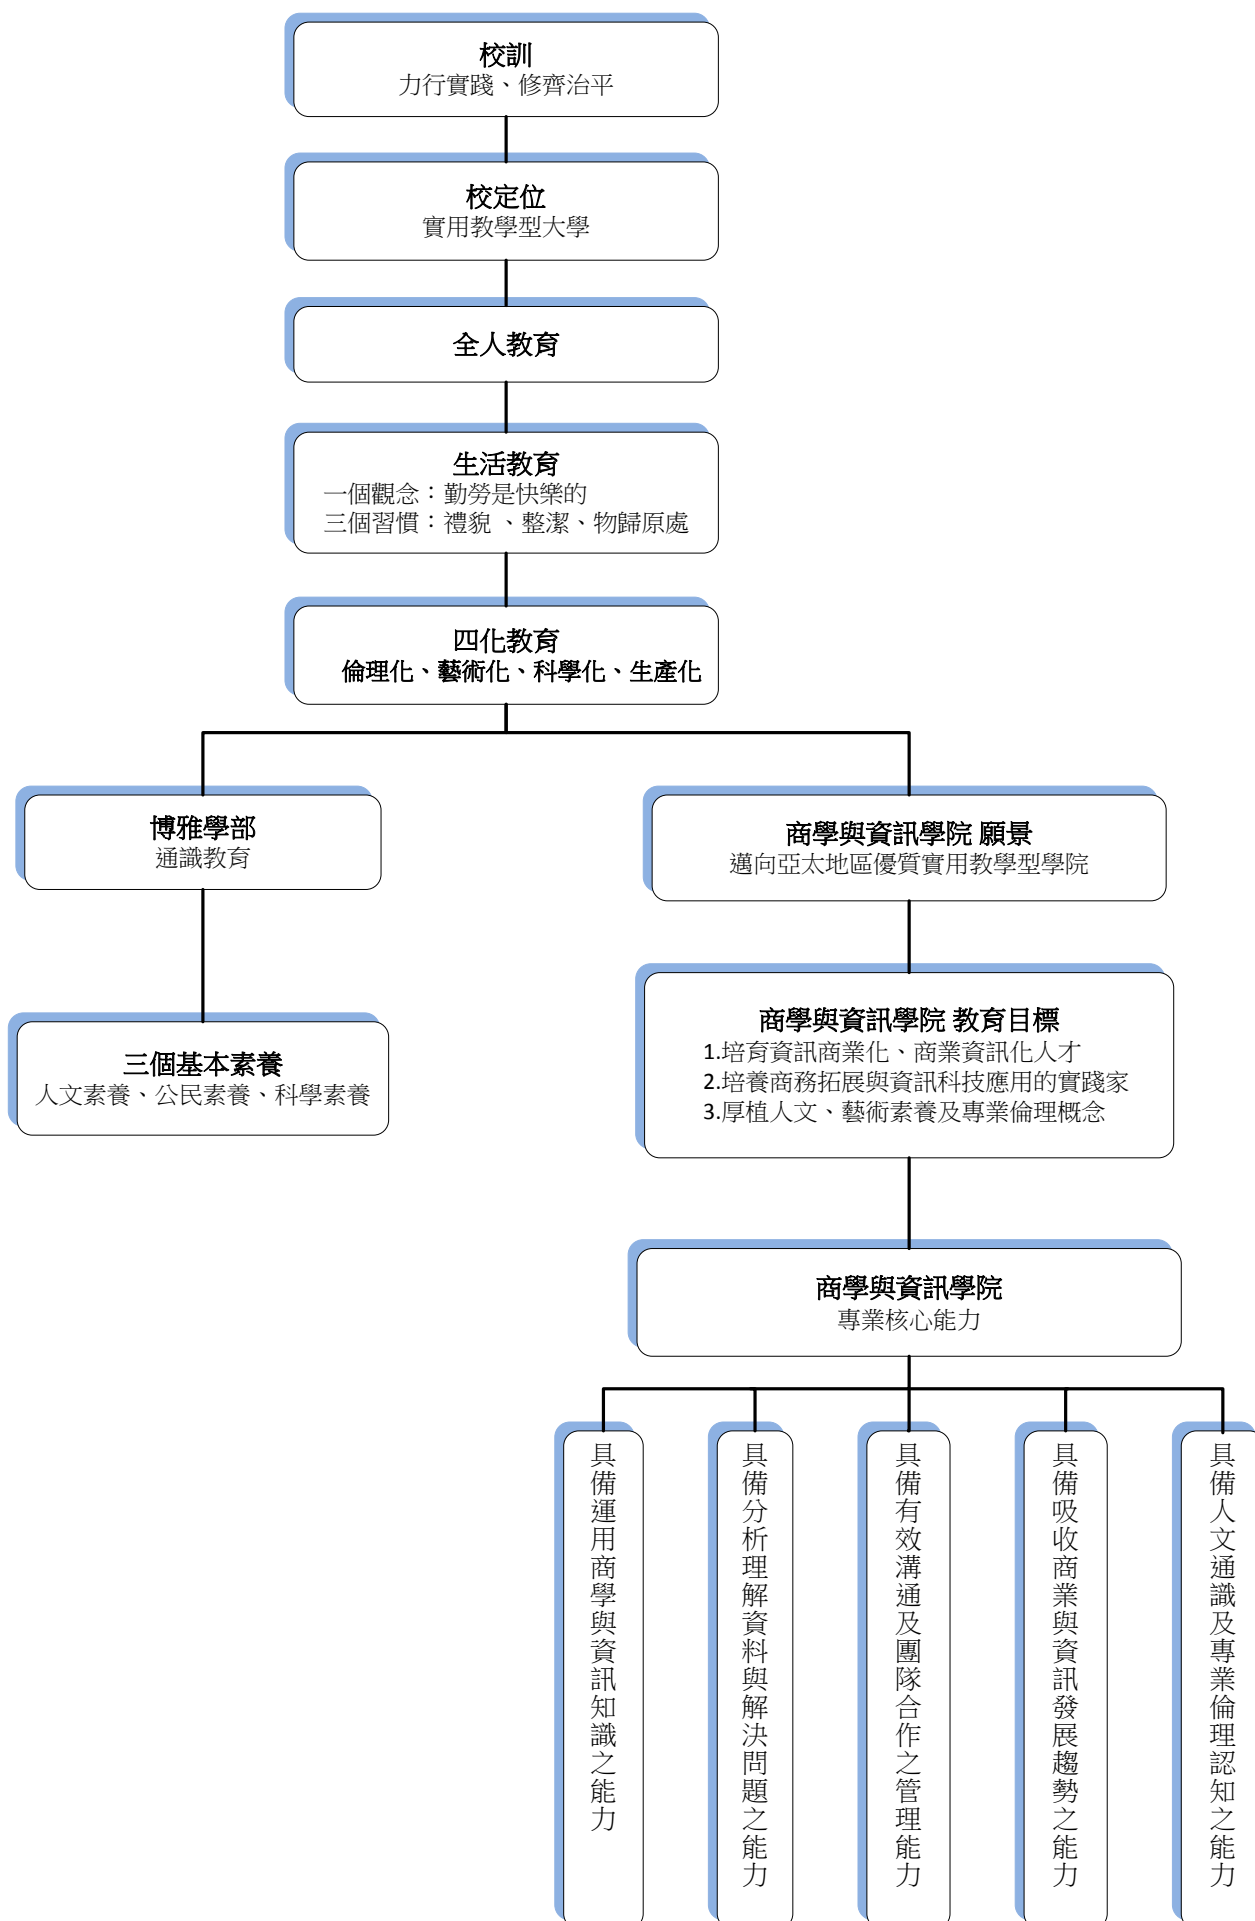 校訓
力行實踐、修齊治平
校定位
實用教學型大學
全人教育
生活教育
一個觀念：勤勞是快樂的
三個習慣：禮貌 、整潔、物歸原處
四化教育
倫理化、藝術化、科學化、生產化
博雅學部
通識教育
三個基本素養
人文素養、公民素養、科學素養
商學與資訊學院 願景
邁向亞太地區優質實用教學型學院
商學與資訊學院 教育目標
1.培育資訊商業化、商業資訊化人才
2.培養商務拓展與資訊科技應用的實踐家
3.厚植人文、藝術素養及專業倫理概念
商學與資訊學院
專業核心能力
具備運用商學與資訊知識之能力
具備分析理解資料與解決問題之能力
具備有效溝通及團隊合作之管理能力
具備吸收商業與資訊發展趨勢之能力
具備人文通識及專業倫理認知之能力